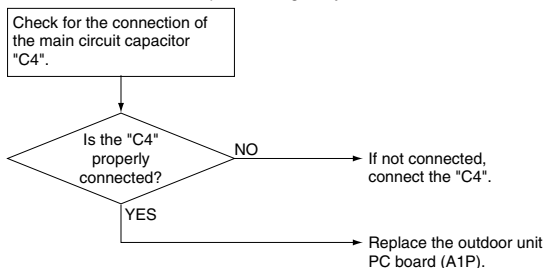 Check for the connection of
the main circuit capacitor
"C4".
Is the "C4"
properly
connected?
NO
If not connected,
connect the "C4".
YES
Replace the outdoor unit
PC board (A1P).